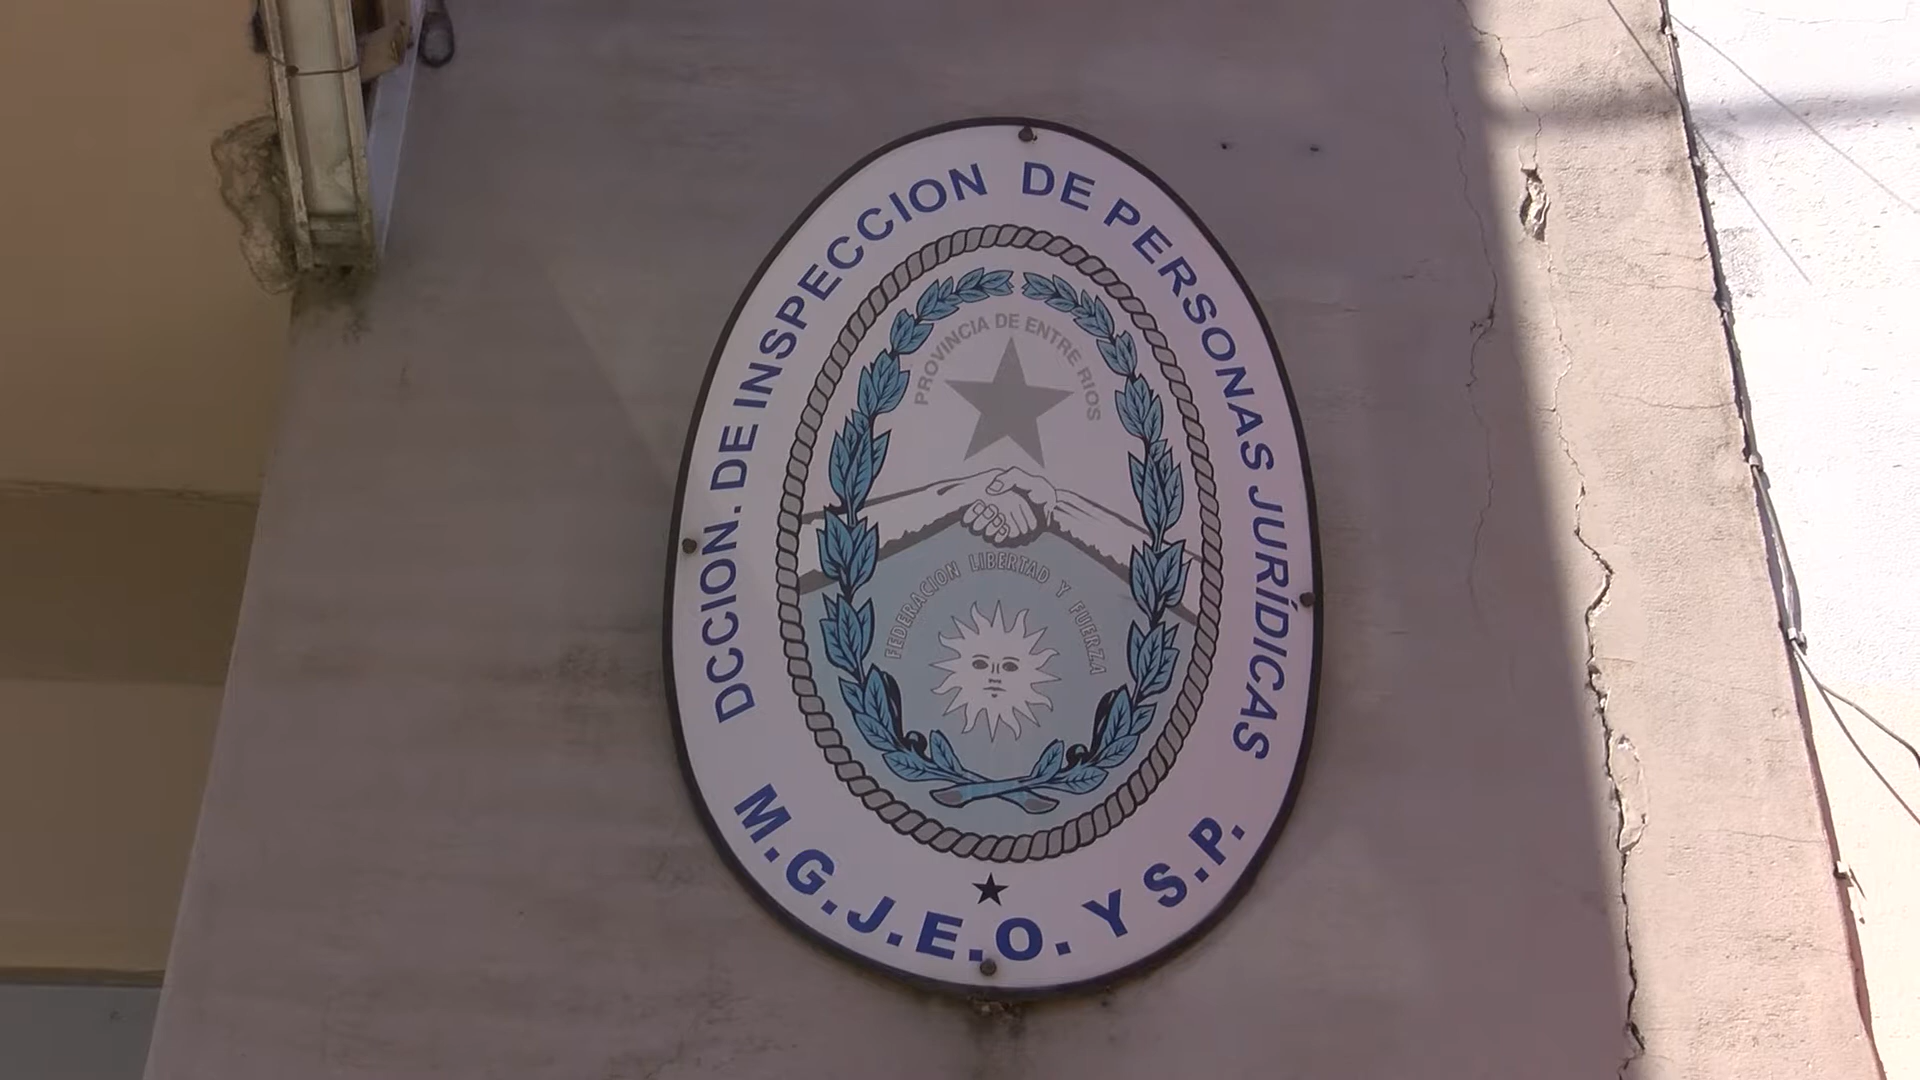 DCCION. DE INSPECCION DE PERSONAS JURÍDICAS
PROVINCIA DE ENTRE RIOS
FEDERACION LIBERTAD Y FUERZA
M.G.J.E.O. Y S.P.